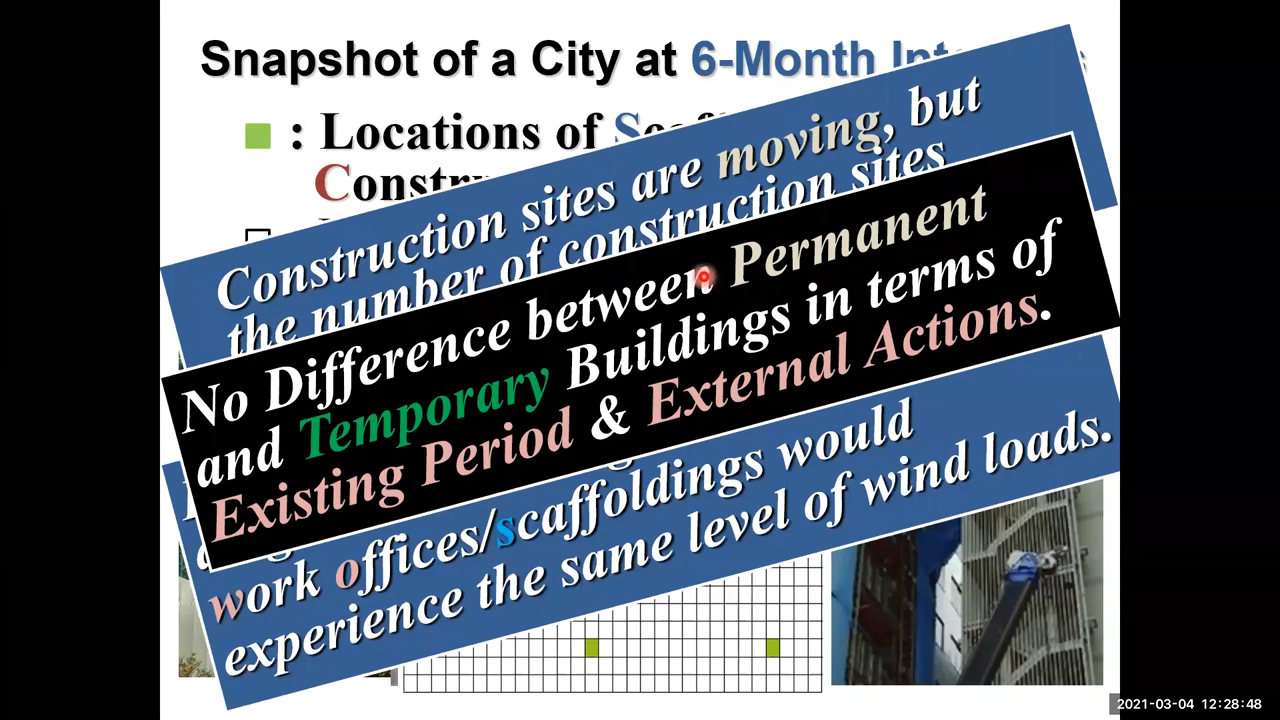 Snapshot of a City at 6-Month
: Locations of
Construction sites are moving, but
the number of construction sites
No Difference between Permanent
and Temporary Buildings in terms of
Existing Period & External Actions.
work offices/scaffoldings would
experience the same level of wind loads.
2021-03-04 12:28:48